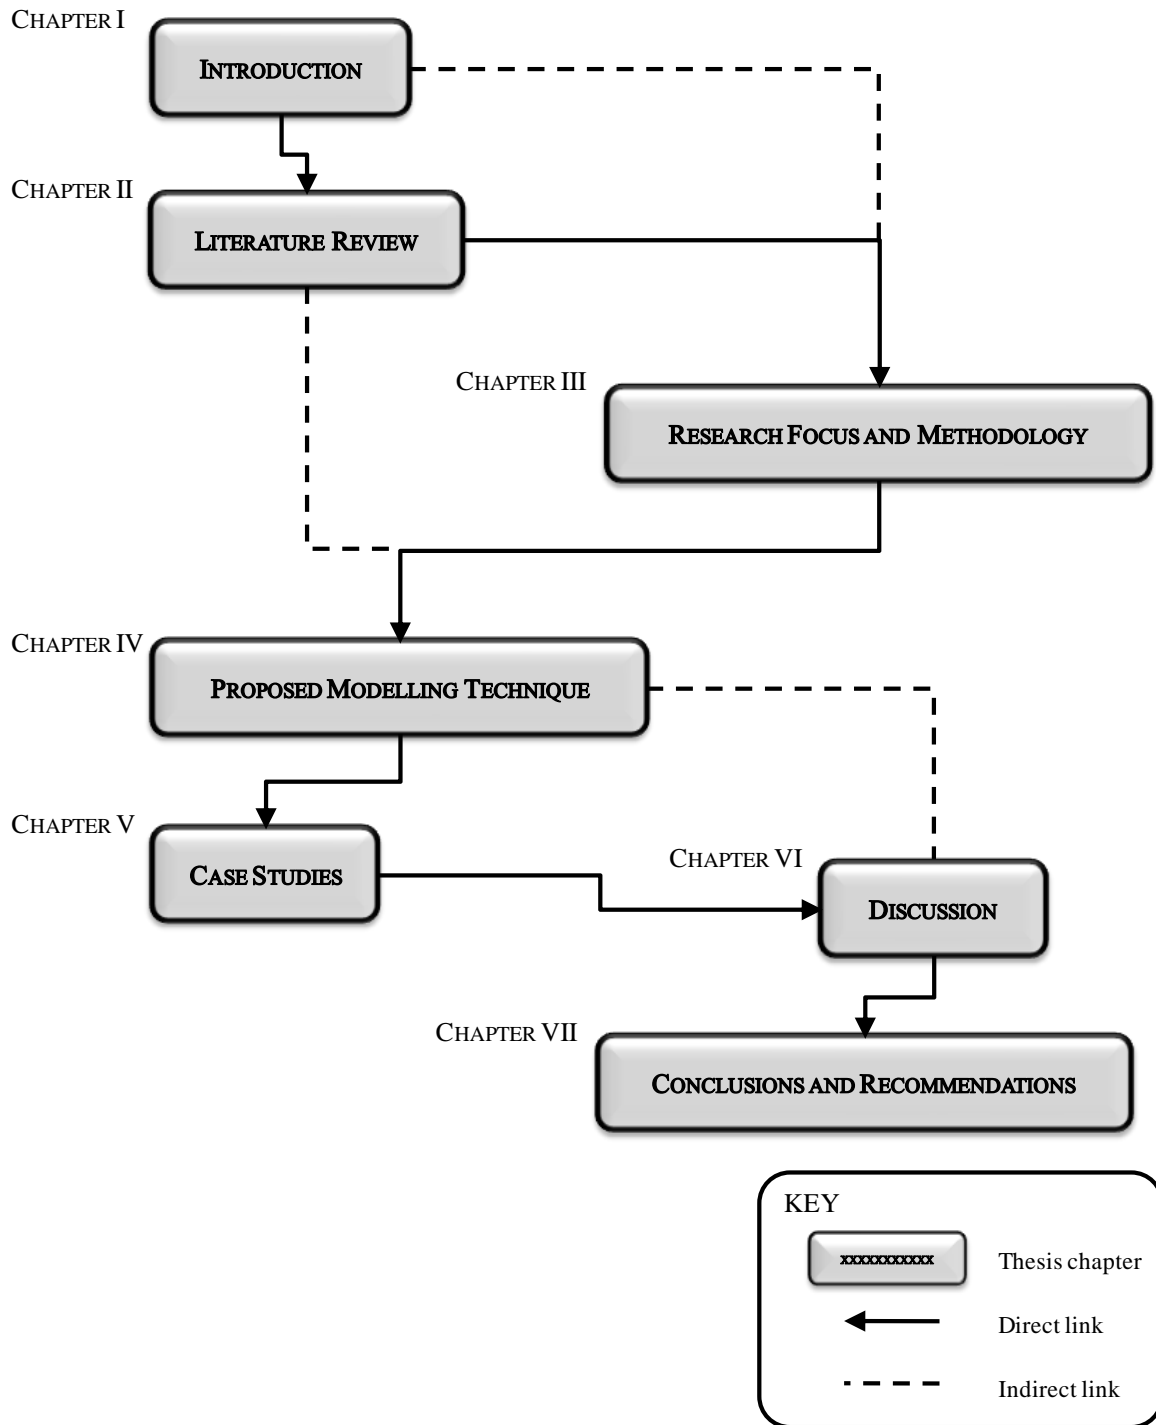 CHAPTER I
INTRODUCTION
CHAPTER II
LITERATURE REVIEW
CHAPTER III
RESEARCH FOCUS AND METHODOLOGY
CHAPTER IV
PROPOSED MODELLING TECHNIQUE
CHAPTER V
CASE STUDIES
CHAPTER VI
DISCUSSION
CHAPTER VII
CONCLUSIONS AND RECOMMENDATIONS
KEY
xxxxxxxxxxx
Thesis chapter
Direct link
Indirect link